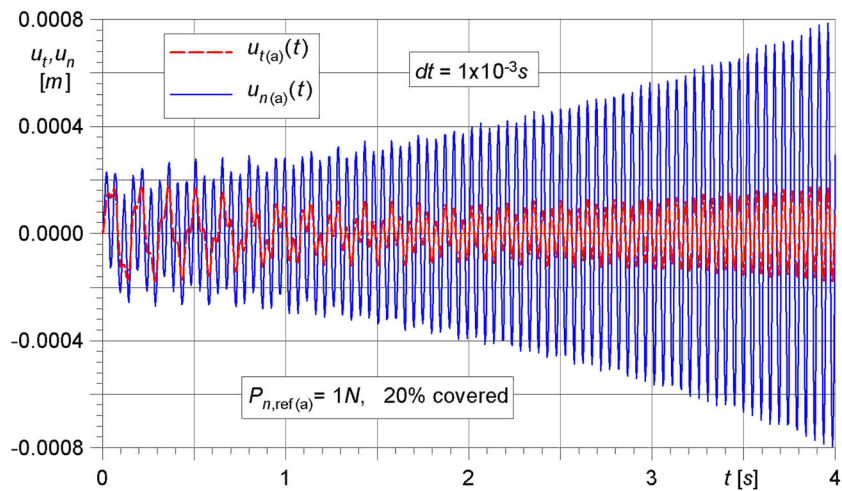 0.0008
u_t,u_n
[m]
0.0004
0.0000
-0.0004
-0.0008
u_t(a)(t)
u_n(a)(t)
dt = 1x10⁻³s
P_n,ref(a)= 1N, 20% covered
0 1 2 3 t [s] 4